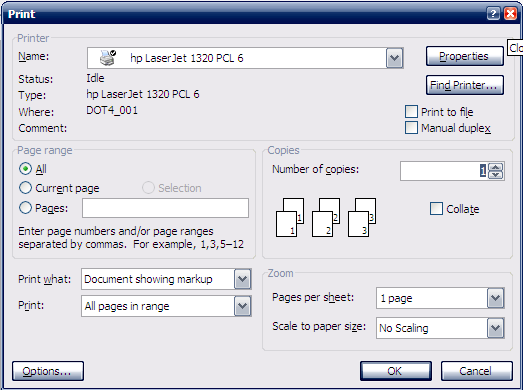 Print
Printer
Name: hp LaserJet 1320 PCL 6
Properties
Clo
Status: Idle
Type: hp LaserJet 1320 PCL 6
Find Printer...
Where: DOT4_001
Comment:
Print to file
Manual duplex
Page range
All
Current page
Selection
Pages:
Enter page numbers and/or page ranges
separated by commas. For example, 1,3,5–12
Copies
Number of copies: 1
1 1 2 2 3 3
Collate
Print what: Document showing markup
Print: All pages in range
Zoom
Pages per sheet: 1 page
Scale to paper size: No Scaling
Options...
OK
Cancel